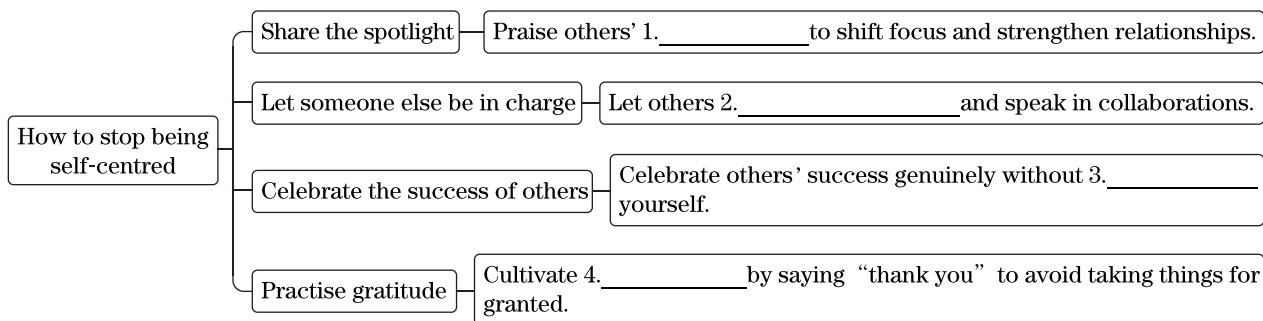 How to stop being
self-centred
Share the spotlight
Praise others’ 1.____________ to shift focus and strengthen relationships.
Let someone else be in charge
Let others 2.__________________ and speak in collaborations.
Celebrate the success of others
Celebrate others’ success genuinely without 3.____________
yourself.
Practise gratitude
Cultivate 4.____________ by saying “thank you” to avoid taking things for
granted.